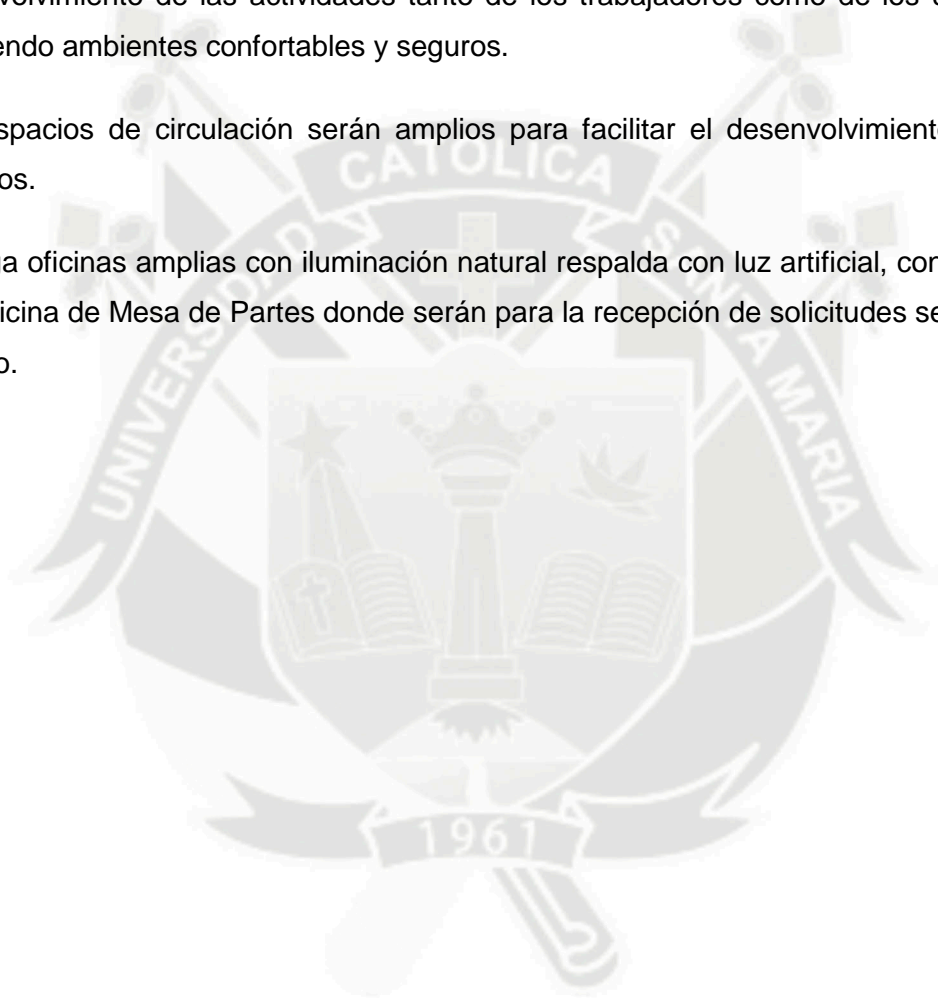 volvimiento de las actividades tanto de los trabajadores como de los
endo ambientes confortables y seguros.
spacios de circulación serán amplios para facilitar el desenvolvimient
os.
a oficinas amplias con iluminación natural respalda con luz artificial, con
icina de Mesa de Partes donde serán para la recepción de solicitudes se
o.
UNIVERSIDAD CATOLICA SANTA MARIA
1961